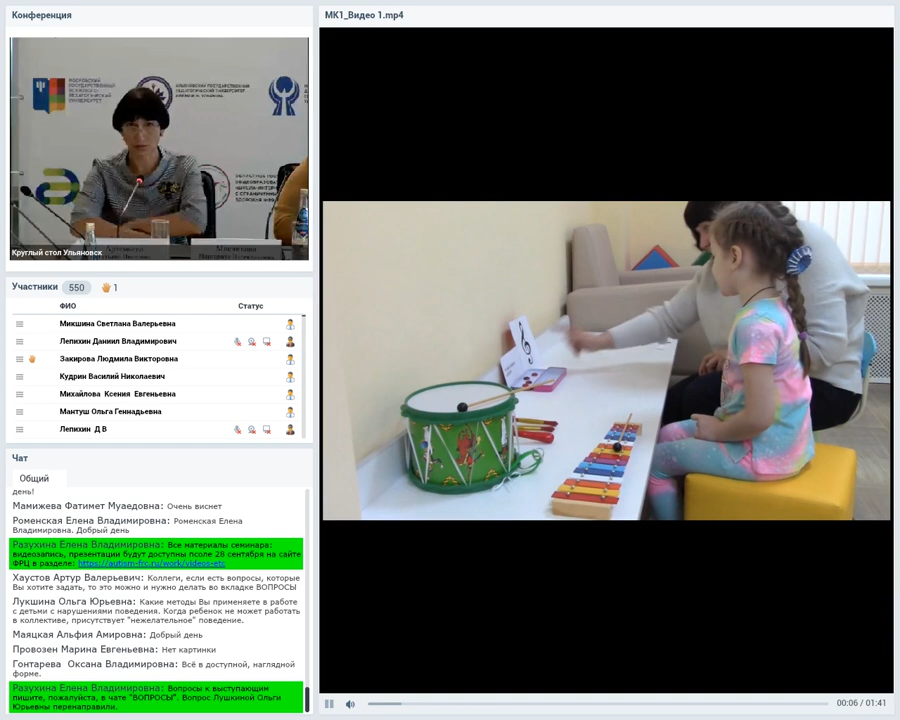 Конференция
МОСКОВСКИЙ
ГОСУДАРСТВЕННЫЙ
УНИВЕРСИТЕТ
Круглый стол Ульяновск
Участники 550 1
ФИО Статус
Микшина Светлана Валерьевна
Лепихин Даниил Владимирович
Закирова Людмила Викторовна
Кудрин Василий Николаевич
Михайлова Ксения Евгеньевна
Мантуш Ольга Геннадьевна
Лепихин Д В
Чат
Общий
день!
Мамижева Фатимет Муаедовна: Очень виснет
Роменская Елена Владимировна: Роменская Елена
Владимировна. Добрый день
Разухина Елена Владимировна: Все материалы семинара:
видеозапись, презентации будут доступны псоле 28 сентября на сайте
ФРЦ в разделе: https://autism-frc.ru/work/videos-etc
Хаустов Артур Валерьевич: Коллеги, если есть вопросы, которые
Вы хотите задать, то это можно и нужно делать во вкладке ВОПРОСЫ
Лукшина Ольга Юрьевна: Какие методы Вы применяете в работе
с детьми с нарушениями поведения. Когда ребенок не может работать
в коллективе, присутствует "нежелательное" поведение.
Маяцкая Альфия Амировна: Добрый день
Провозен Марина Евгеньевна: Нет картинки
Гонтарева Оксана Владимировна: Всё в доступной, наглядной
форме.
Разухина Елена Владимировна: Вопросы к выступающим
пишите, пожалуйста, в чате "ВОПРОСЫ". Вопрос Лушкиной Ольги
Юрьевны перенаправили.
МК1_Видео 1.mp4
00:06 / 01:41